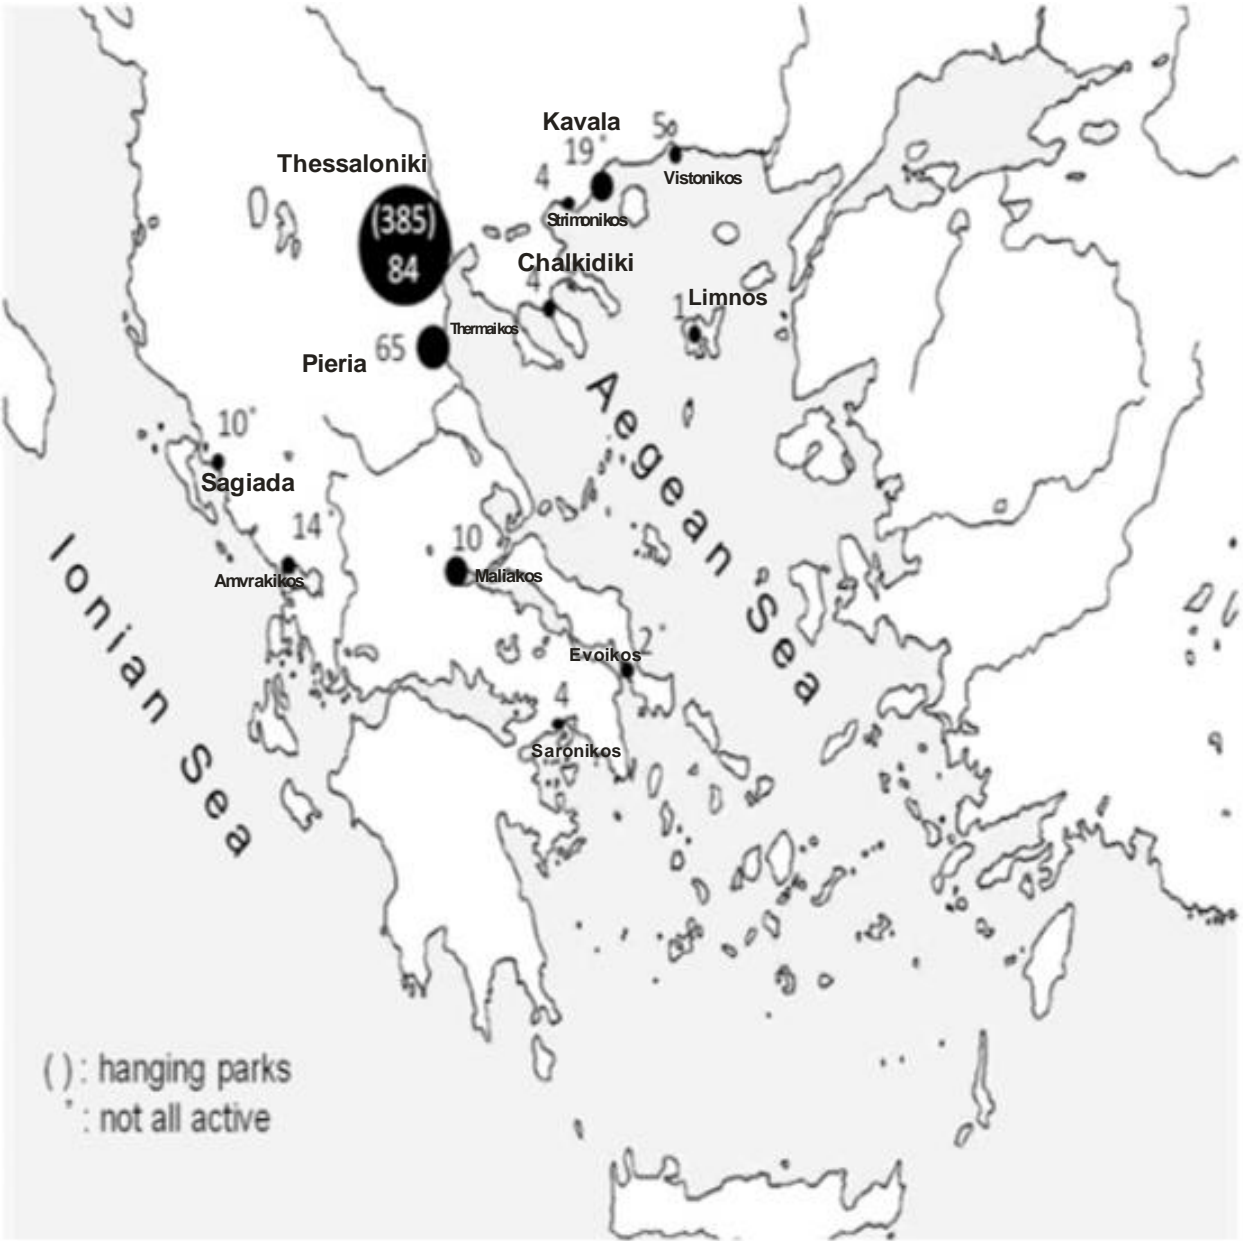 Kavala
5
19*
Thessaloniki
4
Vistonikos
(385)
Strimonikos
84
Chalkidiki
4
Limnos
1
Thermaikos
65
Pieria
Aegean Sea
10*
Sagiada
14*
10
Amvrakikos
Maliakos
Ionian Sea
2*
Evoikos
4
Saronikos
( ) : hanging parks
* : not all active